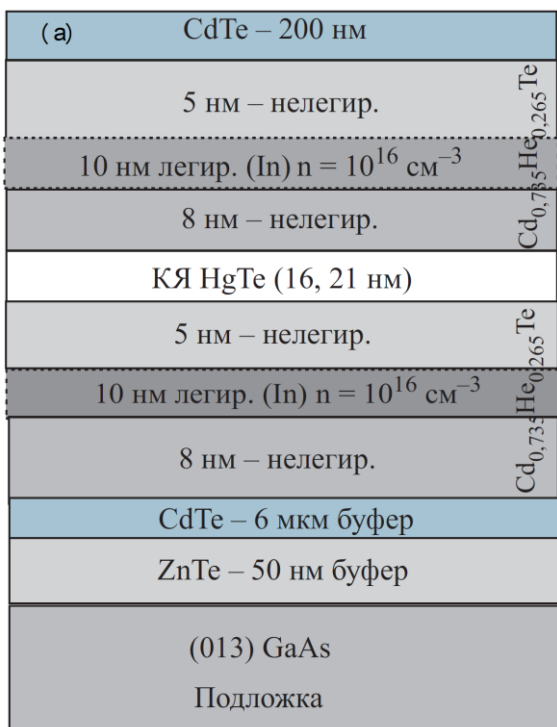 (a)
CdTe – 200 нм
5 нм – нелегир.
10 нм легир. (In) n = 10¹⁶ см⁻³
8 нм – нелегир.
Cd₀,₇₃₅He₀,₂₆₅Te
КЯ HgTe (16, 21 нм)
5 нм – нелегир.
10 нм легир. (In) n = 10¹⁶ см⁻³
8 нм – нелегир.
Cd₀,₇₃₅He₀,₂₆₅Te
CdTe – 6 мкм буфер
ZnTe – 50 нм буфер
(013) GaAs
Подложка